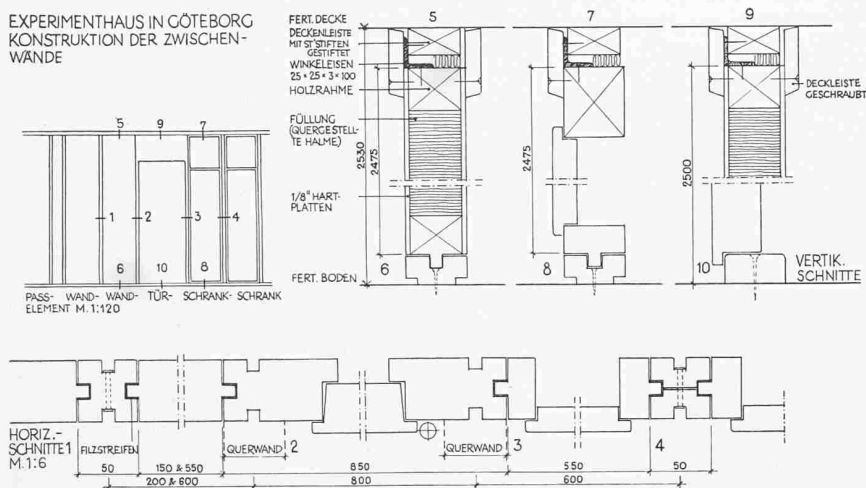 EXPERIMENTHAUS IN GÖTEBORG
KONSTRUKTION DER ZWISCHEN-
WÄNDE
5
9
7
1
2
3
4
6
10
8
PASS- WAND- WAND- TÜR- SCHRANK- SCHRANK
ELEMENT M. 1:120
FERT. DECKE
DECKENLEISTE
MIT ST'STIFTEN
GESTIFTET
WINKELEISEN
25 × 25 × 3 × 100
HOLZRAHME
FÜLLUNG
(QUERGESTELL-
TE HALME)
1/8" HART-
PLATTEN
FERT. BODEN
5
2530
2475
6
7
2475
8
9
DECKLEISTE
GESCHRAUBT
2500
10
VERTIK.
SCHNITTE
HORIZ.-
SCHNITTE 1
M. 1:6
FILZSTREIFEN
QUERWAND
2
QUERWAND
3
4
50
150 & 550
850
550
50
200 & 600
800
600